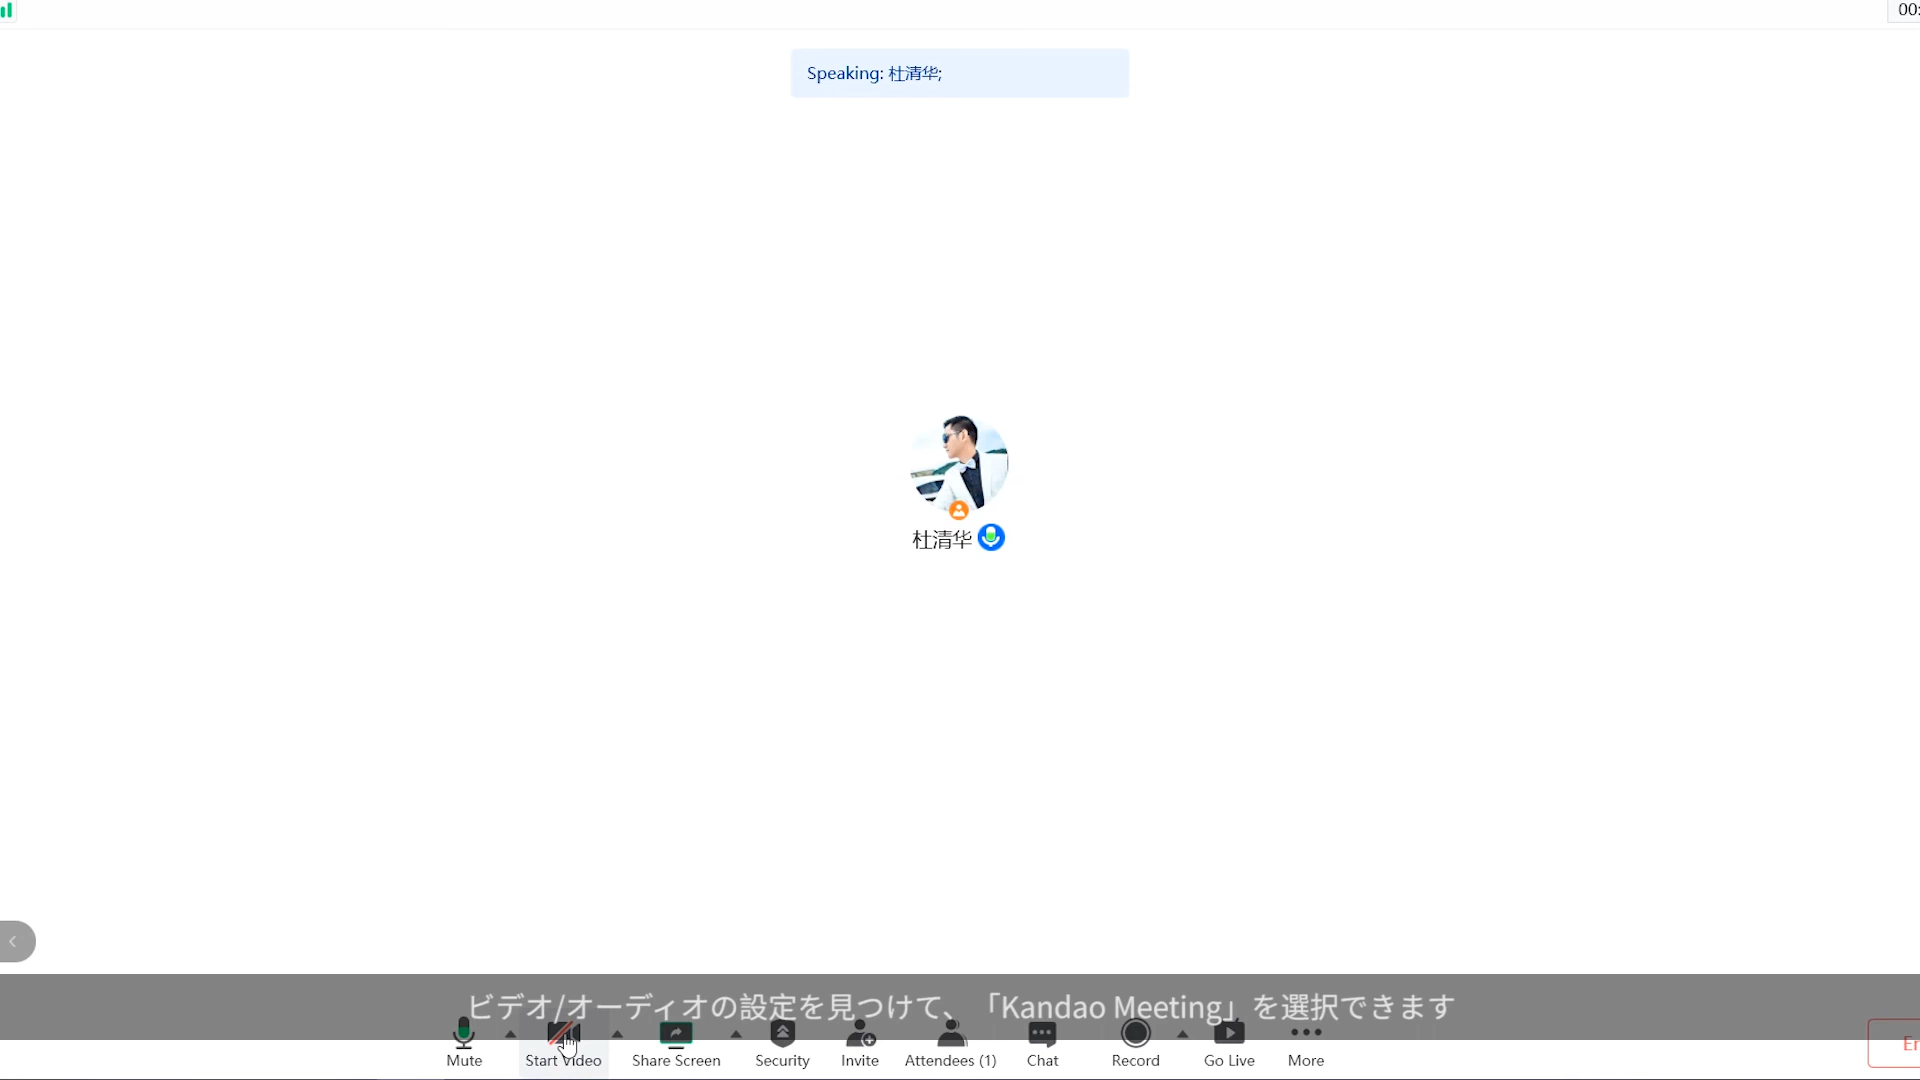 00:
Speaking: 杜清华;
杜清华
ビデオ/オーディオの設定を見つけて、「Kandao Meeting」を選択できます
Mute
Start Video
Share Screen
Security
Invite
Attendees (1)
Chat
Record
Go Live
More